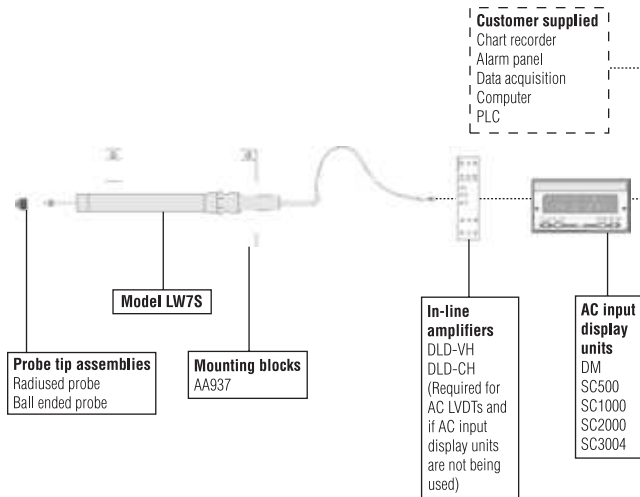 Customer supplied
Chart recorder
Alarm panel
Data acquisition
Computer
PLC
Model LW7S
Probe tip assemblies
Radiused probe
Ball ended probe
Mounting blocks
AA937
In-line
amplifiers
DLD-VH
DLD-CH
(Required for
AC LVDTs and
if AC input
display units
are not being
used)
AC input
display
units
DM
SC500
SC1000
SC2000
SC3004